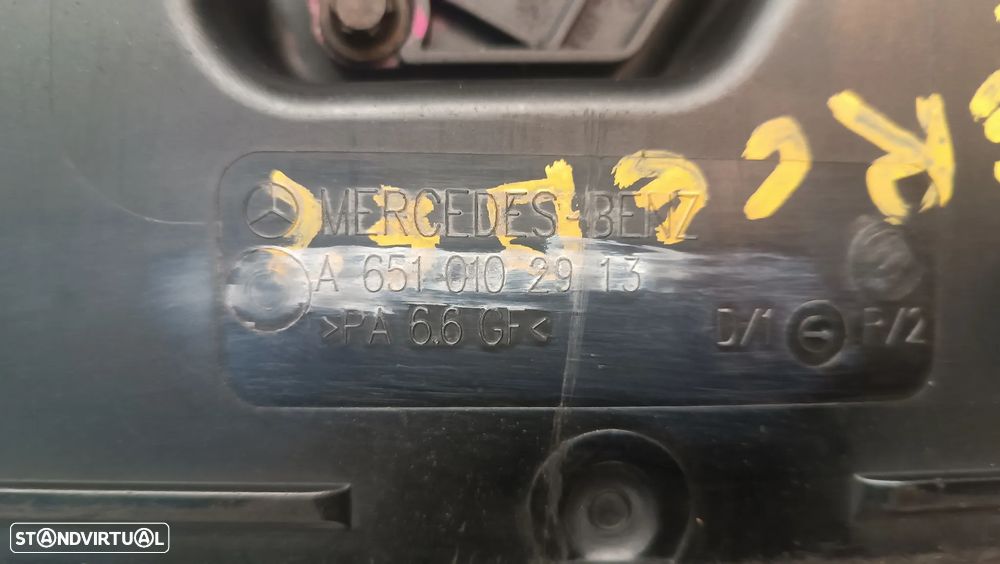 MERCEDES-BENZ
A 651 010 29 13
>PA 6.6 GF<
D/1 P/2
STANDVIRTUAL